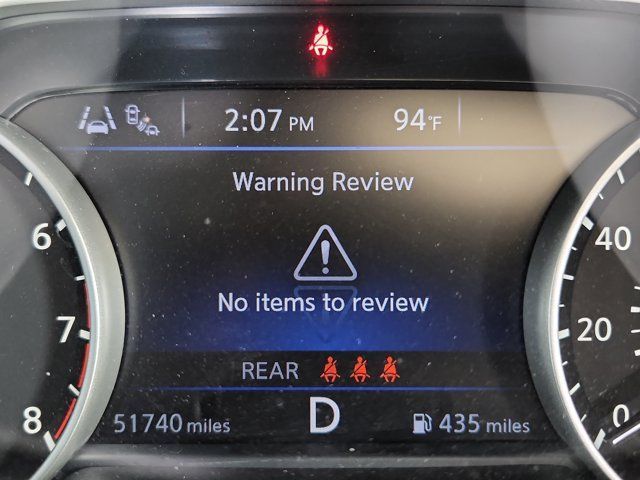 2:07 PM 94°F
Warning Review
No items to review
REAR
D
51740 miles 435 miles
6
7
8
40
20
0